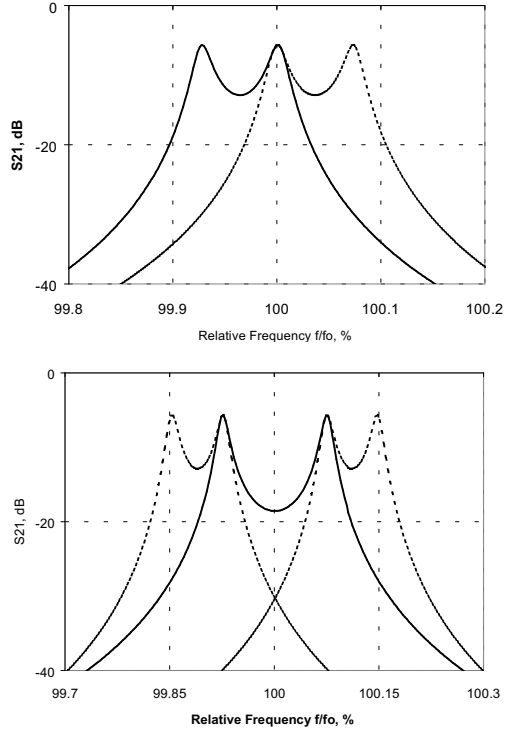 0
-20
-40
S21, dB
99.8 99.9 100 100.1 100.2
Relative Frequency f/fo, %
0
-20
-40
S21, dB
99.7 99.85 100 100.15 100.3
Relative Frequency f/fo, %